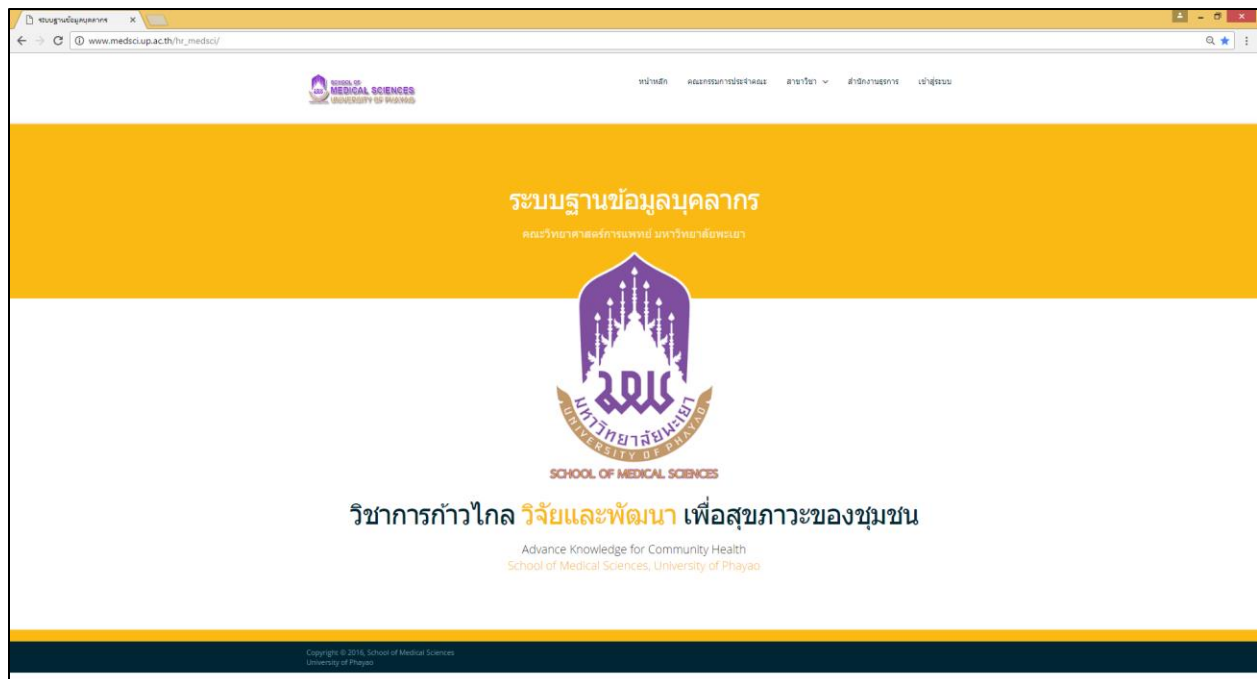 ระบบฐานข้อมูลบุคลากร
www.medsci.up.ac.th/hr_medsci/
SCHOOL OF
MEDICAL SCIENCES
UNIVERSITY OF PHAYAO
หน้าหลัก คณะกรรมการประจำคณะ สาขาวิชา สำนักงานธุรการ เข้าสู่ระบบ
ระบบฐานข้อมูลบุคลากร
คณะวิทยาศาสตร์การแพทย์ มหาวิทยาลัยพะเยา
มหาวิทยาลัยพะเยา
UNIVERSITY OF PHAYAO
SCHOOL OF MEDICAL SCIENCES
วิชาการก้าวไกล วิจัยและพัฒนา เพื่อสุขภาวะของชุมชน
Advance Knowledge for Community Health
School of Medical Sciences, University of Phayao
Copyright © 2016, School of Medical Sciences
University of Phayao